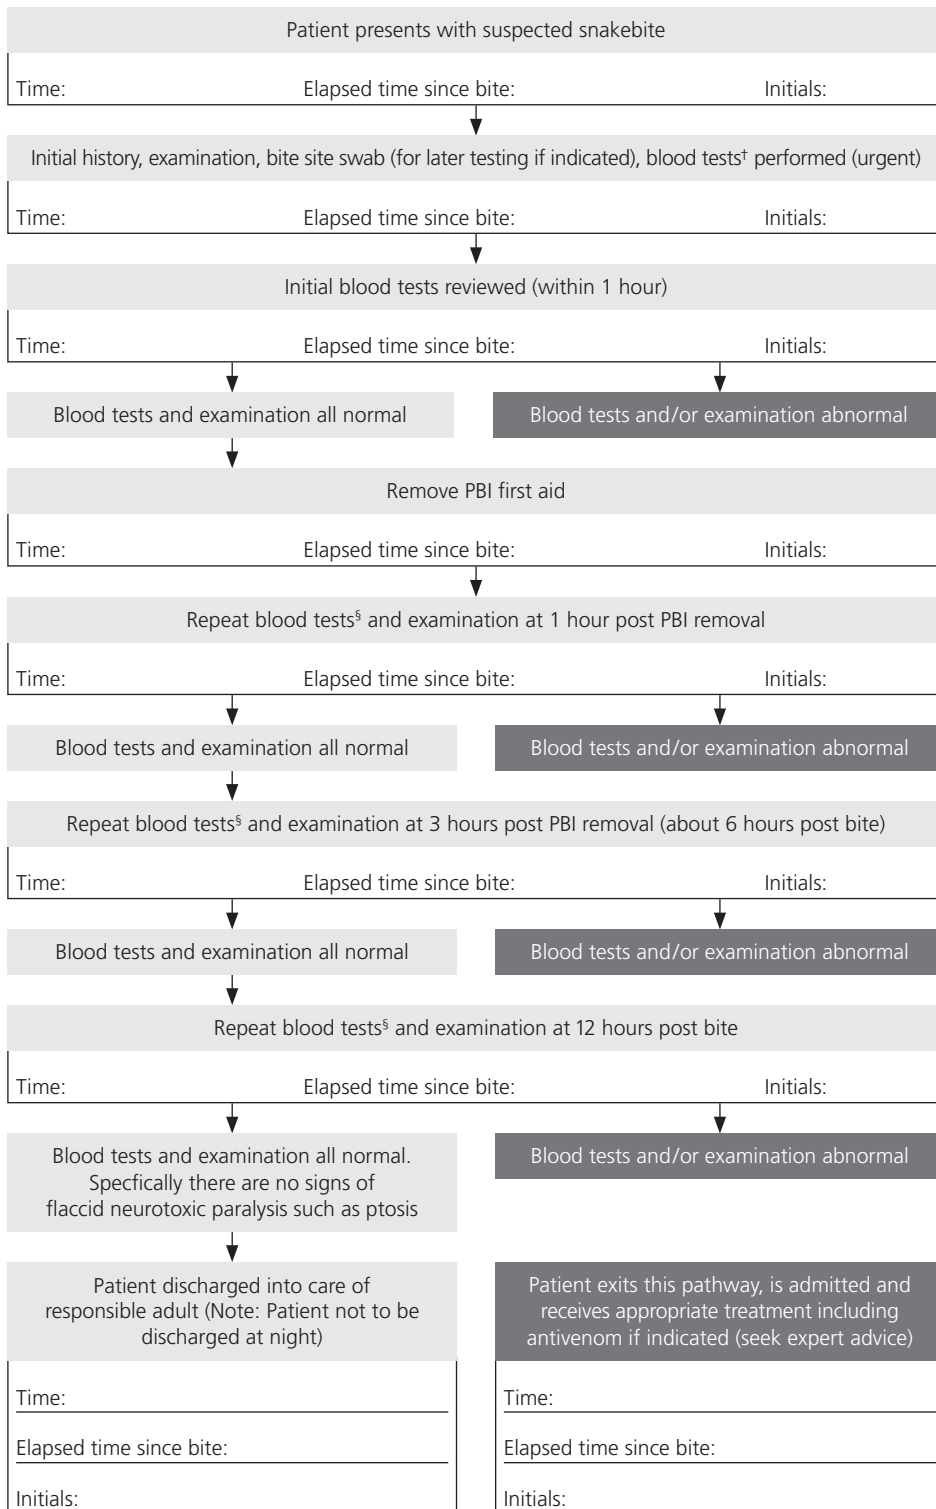 Patient presents with suspected snakebite
Time: Elapsed time since bite: Initials:
Initial history, examination, bite site swab (for later testing if indicated), blood tests† performed (urgent)
Time: Elapsed time since bite: Initials:
Initial blood tests reviewed (within 1 hour)
Time: Elapsed time since bite: Initials:
Blood tests and examination all normal
Blood tests and/or examination abnormal
Remove PBI first aid
Time: Elapsed time since bite: Initials:
Repeat blood tests§ and examination at 1 hour post PBI removal
Time: Elapsed time since bite: Initials:
Blood tests and examination all normal
Blood tests and/or examination abnormal
Repeat blood tests§ and examination at 3 hours post PBI removal (about 6 hours post bite)
Time: Elapsed time since bite: Initials:
Blood tests and examination all normal
Blood tests and/or examination abnormal
Repeat blood tests§ and examination at 12 hours post bite
Time: Elapsed time since bite: Initials:
Blood tests and examination all normal.
Specfically there are no signs of
flaccid neurotoxic paralysis such as ptosis
Blood tests and/or examination abnormal
Patient discharged into care of
responsible adult (Note: Patient not to be
discharged at night)
Time:
Elapsed time since bite:
Initials:
Patient exits this pathway, is admitted and
receives appropriate treatment including
antivenom if indicated (seek expert advice)
Time:
Elapsed time since bite:
Initials: